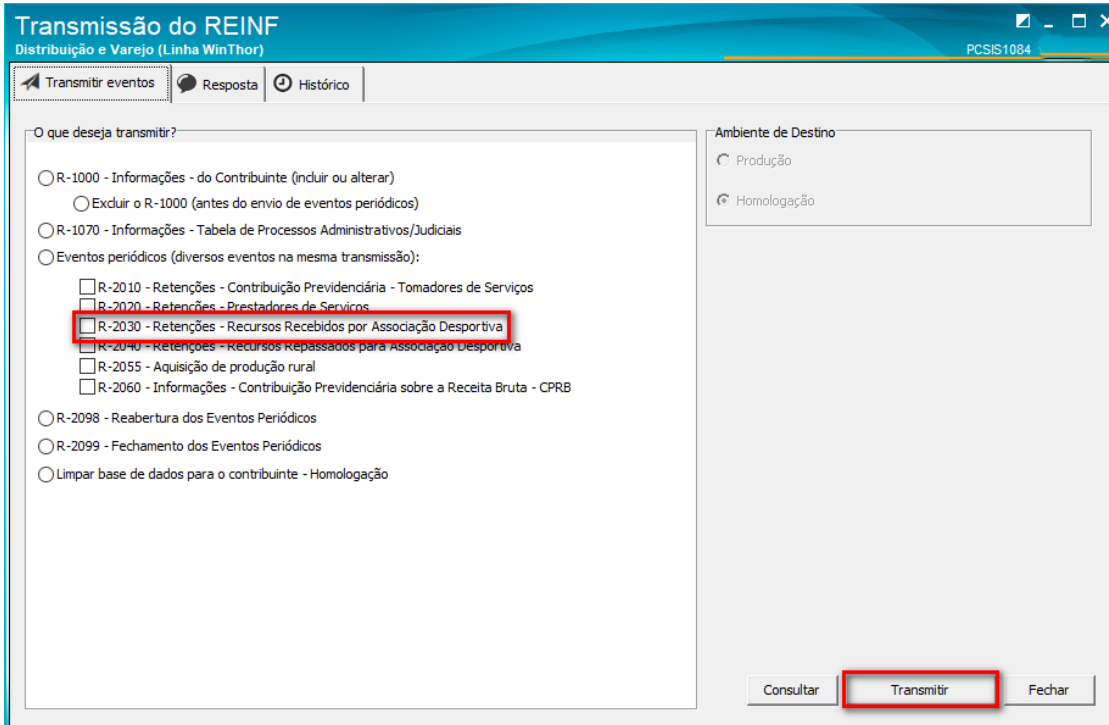 Transmissão do REINF
Distribuição e Varejo (Linha WinThor)
PCSIS1084
Transmitir eventos
Resposta
Histórico
O que deseja transmitir?
R-1000 - Informações - do Contribuinte (incluir ou alterar)
Excluir o R-1000 (antes do envio de eventos periódicos)
R-1070 - Informações - Tabela de Processos Administrativos/Judiciais
Eventos periódicos (diversos eventos na mesma transmissão):
R-2010 - Retenções - Contribuição Previdenciária - Tomadores de Serviços
R-2020 - Retenções - Prestadores de Serviços
R-2030 - Retenções - Recursos Recebidos por Associação Desportiva
R-2040 - Retenções - Recursos Repassados para Associação Desportiva
R-2055 - Aquisição de produção rural
R-2060 - Informações - Contribuição Previdenciária sobre a Receita Bruta - CPRB
R-2098 - Reabertura dos Eventos Periódicos
R-2099 - Fechamento dos Eventos Periódicos
Limpar base de dados para o contribuinte - Homologação
Ambiente de Destino
Produção
Homologação
Consultar
Transmitir
Fechar